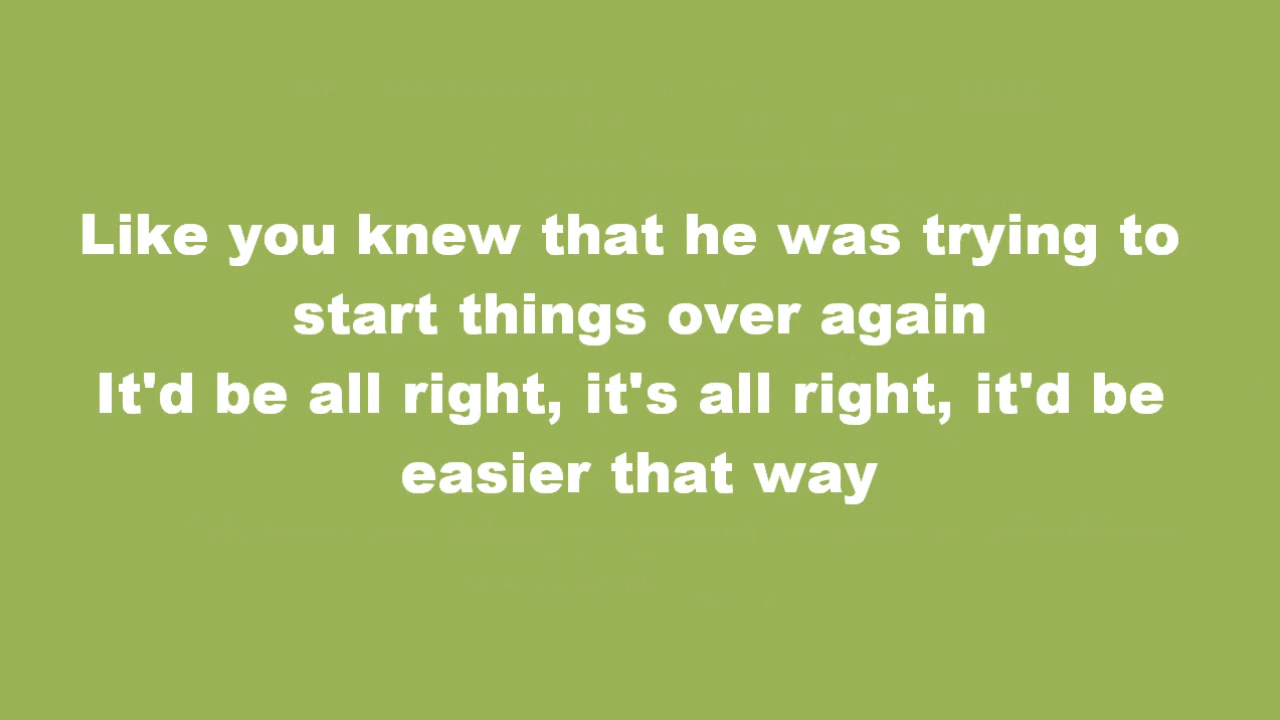 Like you knew that he was trying to
start things over again
It'd be all right, it's all right, it'd be
easier that way